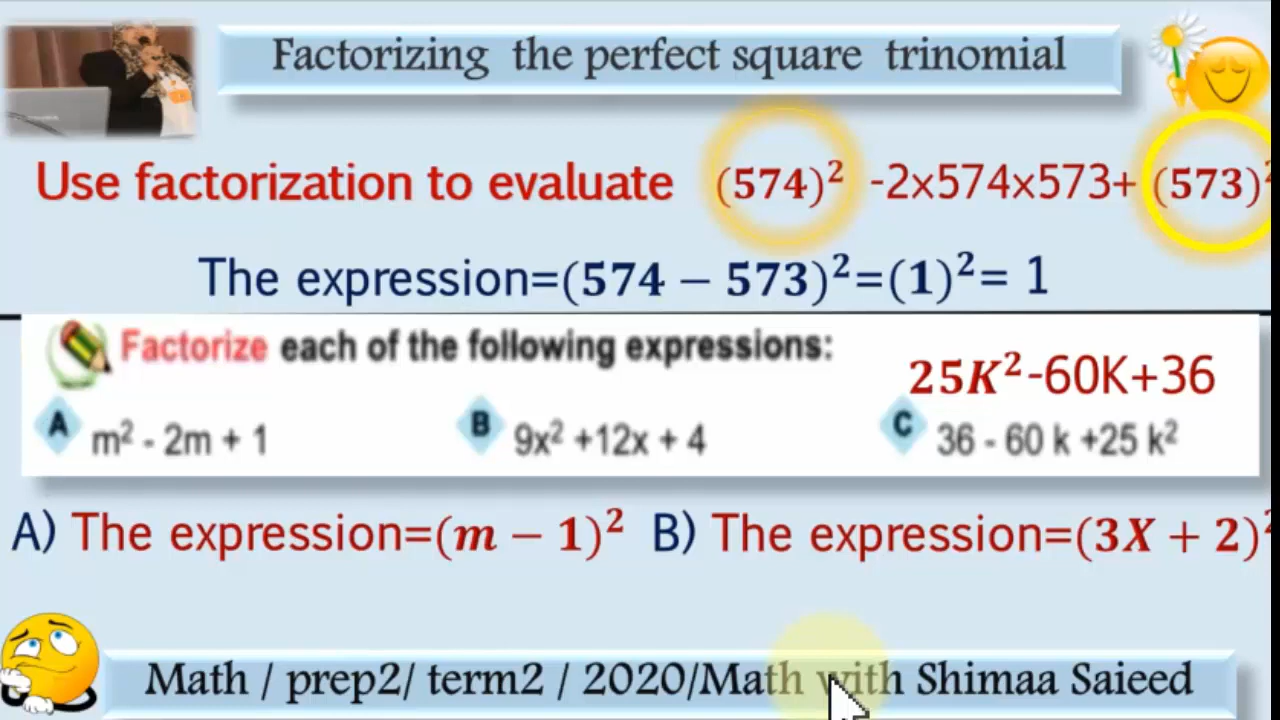 Factorizing the perfect square trinomial
Use factorization to evaluate (574)² -2x574x573+ (573)²
The expression=(574 − 573)²=(1)²= 1
Factorize each of the following expressions:
25K²-60K+36
A m² - 2m + 1 B 9x² +12x + 4 C 36 - 60 k +25 k²
A) The expression=(m − 1)² B) The expression=(3X + 2)²
Math / prep2/ term2 / 2020/Math with Shimaa Saieed